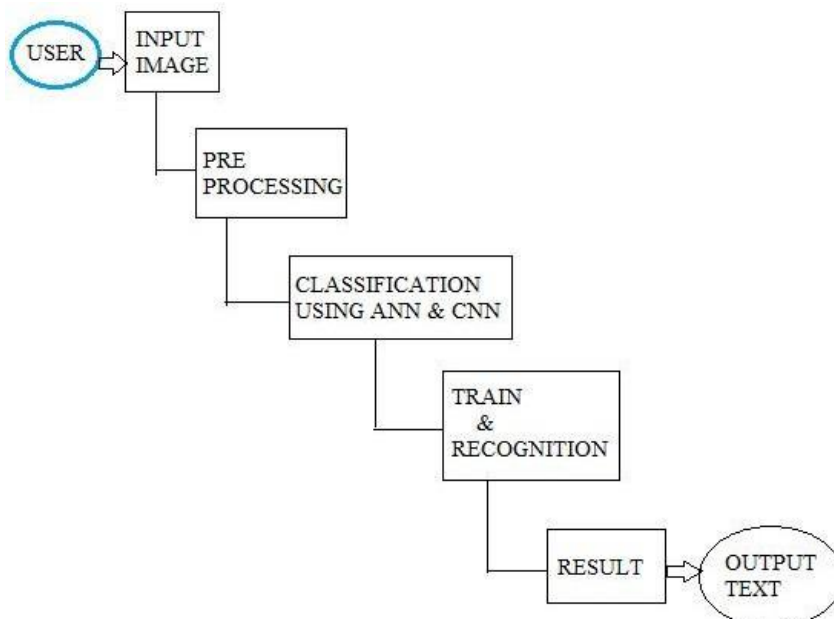 USER
INPUT
IMAGE
PRE
PROCESSING
CLASSIFICATION
USING ANN & CNN
TRAIN
&
RECOGNITION
RESULT
OUTPUT
TEXT